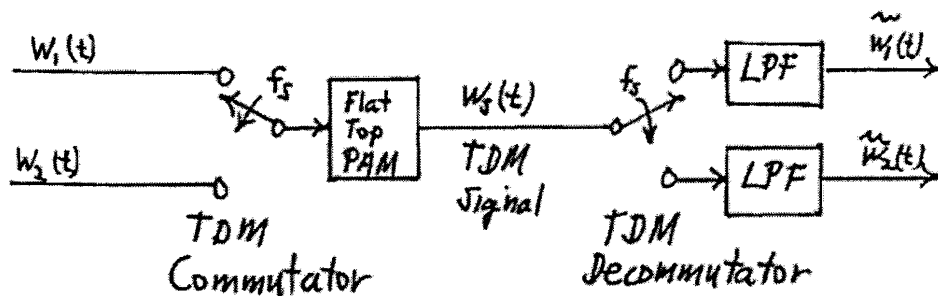 W₁(t)
fs
Flat
Top
PAM
Ws(t)
TDM
Signal
fs
LPF
w̃₁(t)
W₂(t)
TDM
Commutator
TDM
Decommutator
LPF
w̃₂(t)